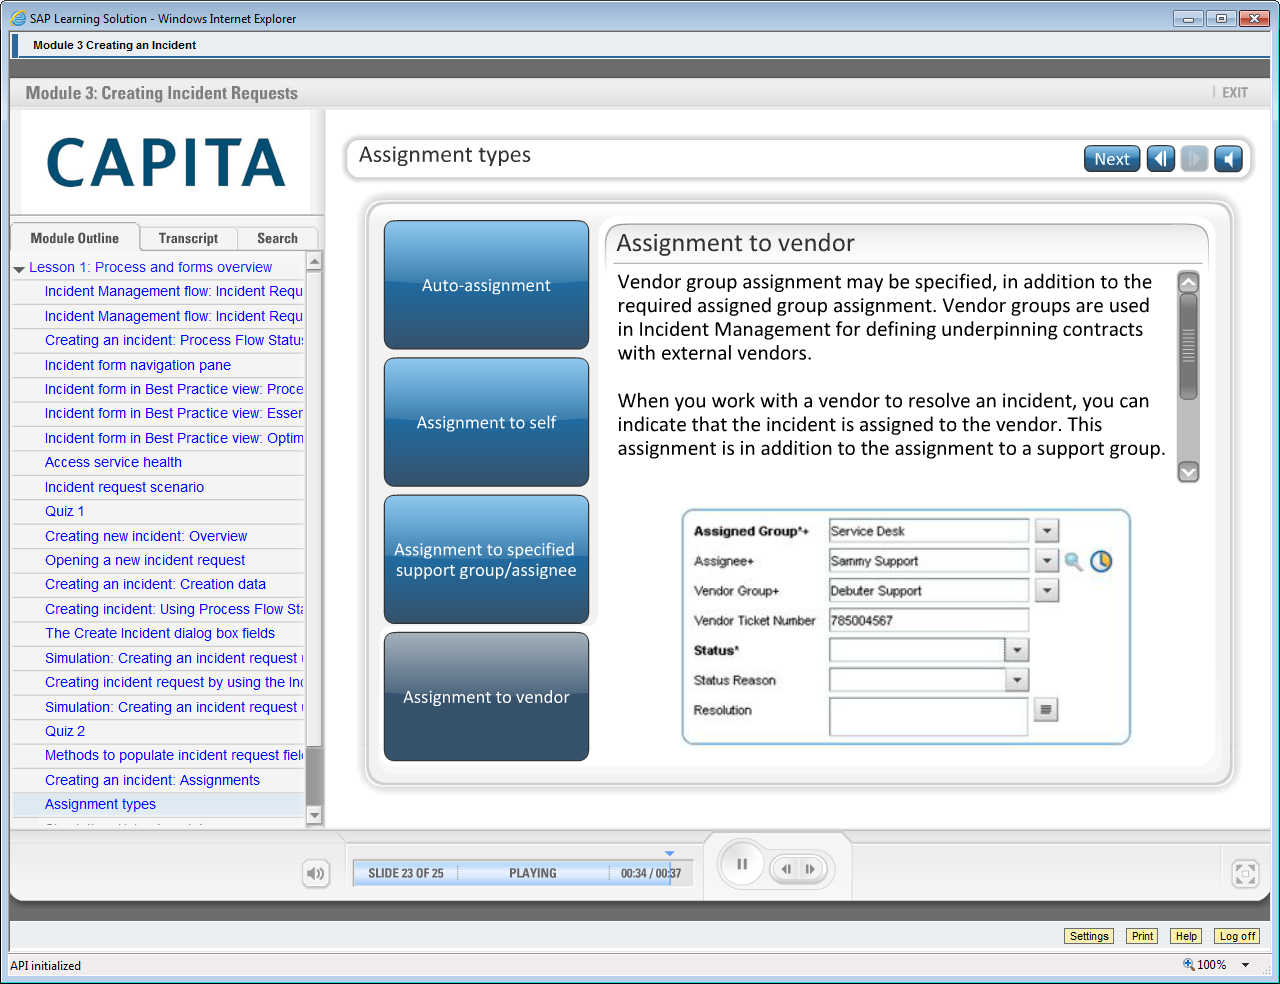 SAP Learning Solution - Windows Internet Explorer
Module 3 Creating an Incident
Module 3: Creating Incident Requests
EXIT
CAPITA
Module Outline
Transcript
Search
Lesson 1: Process and forms overview
Incident Management flow: Incident Requ
Incident Management flow: Incident Requ
Creating an incident: Process Flow Status
Incident form navigation pane
Incident form in Best Practice view: Proce
Incident form in Best Practice view: Essen
Incident form in Best Practice view: Optim
Access service health
Incident request scenario
Quiz 1
Creating new incident: Overview
Opening a new incident request
Creating an incident: Creation data
Creating incident: Using Process Flow Sta
The Create Incident dialog box fields
Simulation: Creating an incident request u
Creating incident request by using the Inc
Simulation: Creating an incident request u
Quiz 2
Methods to populate incident request field
Creating an incident: Assignments
Assignment types
Assignment types
Next
Auto-assignment
Assignment to self
Assignment to specified
support group/assignee
Assignment to vendor
Assignment to vendor
Vendor group assignment may be specified, in addition to the
required assigned group assignment. Vendor groups are used
in Incident Management for defining underpinning contracts
with external vendors.
When you work with a vendor to resolve an incident, you can
indicate that the incident is assigned to the vendor. This
assignment is in addition to the assignment to a support group.
Assigned Group*+ Service Desk
Assignee+ Sammy Support
Vendor Group+ Debuter Support
Vendor Ticket Number 785004567
Status*
Status Reason
Resolution
SLIDE 23 OF 25
PLAYING
00:34 / 00:37
Settings
Print
Help
Log off
API initialized
100%